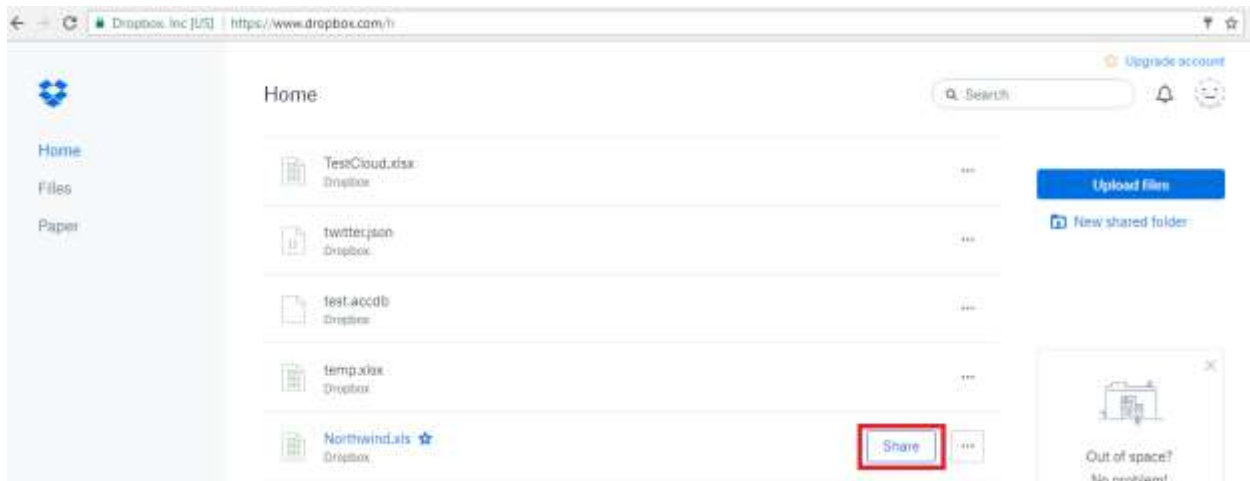 Dropbox, Inc [US] https://www.dropbox.com/h
Upgrade account
Home
Search
Home
Files
Paper
TestCloud.xlsx
Dropbox
Upload files
New shared folder
twitter.json
Dropbox
test.accdb
Dropbox
temp.xlsx
Dropbox
Northwind.xls
Dropbox
Share
Out of space?
No problem!